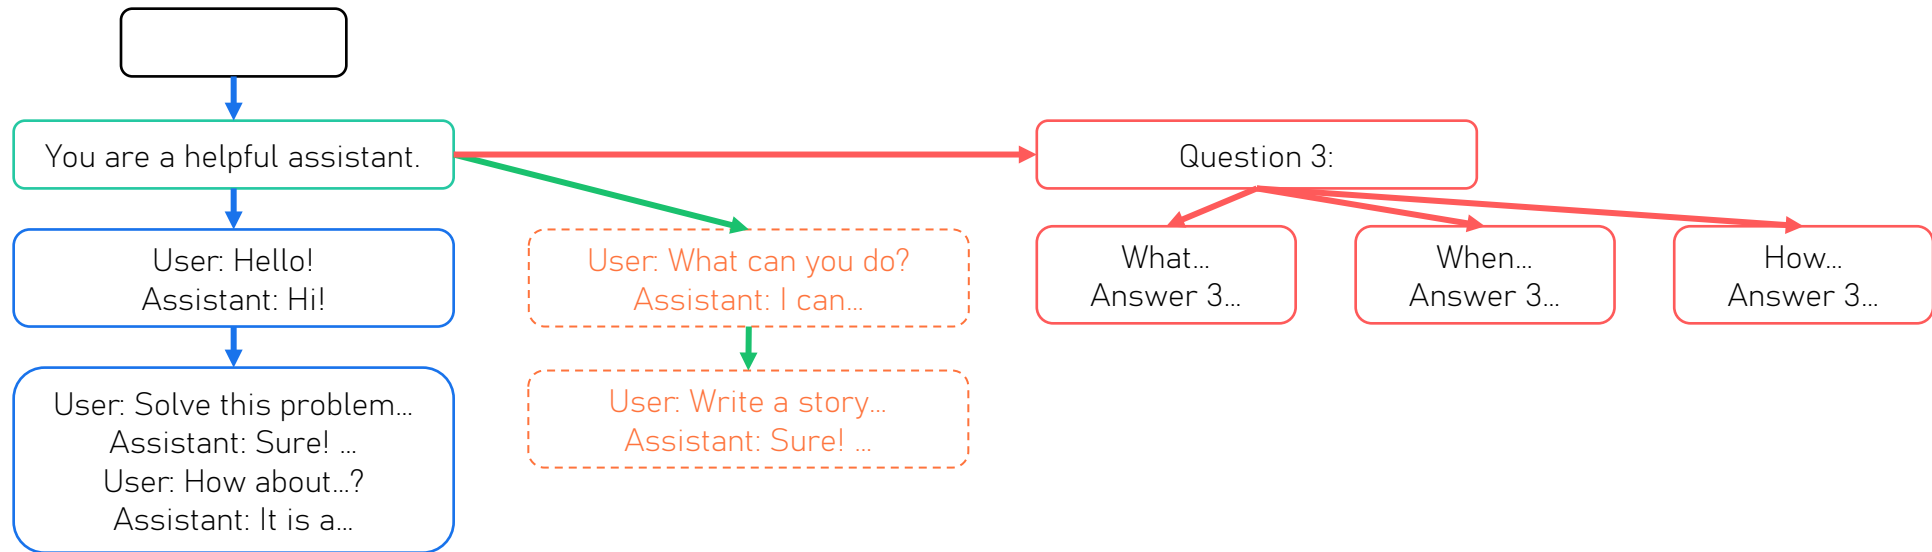 You are a helpful assistant.
Question 3:
User: Hello!
Assistant: Hi!
User: What can you do?
Assistant: I can...
What...
Answer 3...
When...
Answer 3...
How...
Answer 3...
User: Solve this problem...
Assistant: Sure! ...
User: How about...?
Assistant: It is a...
User: Write a story...
Assistant: Sure! ...